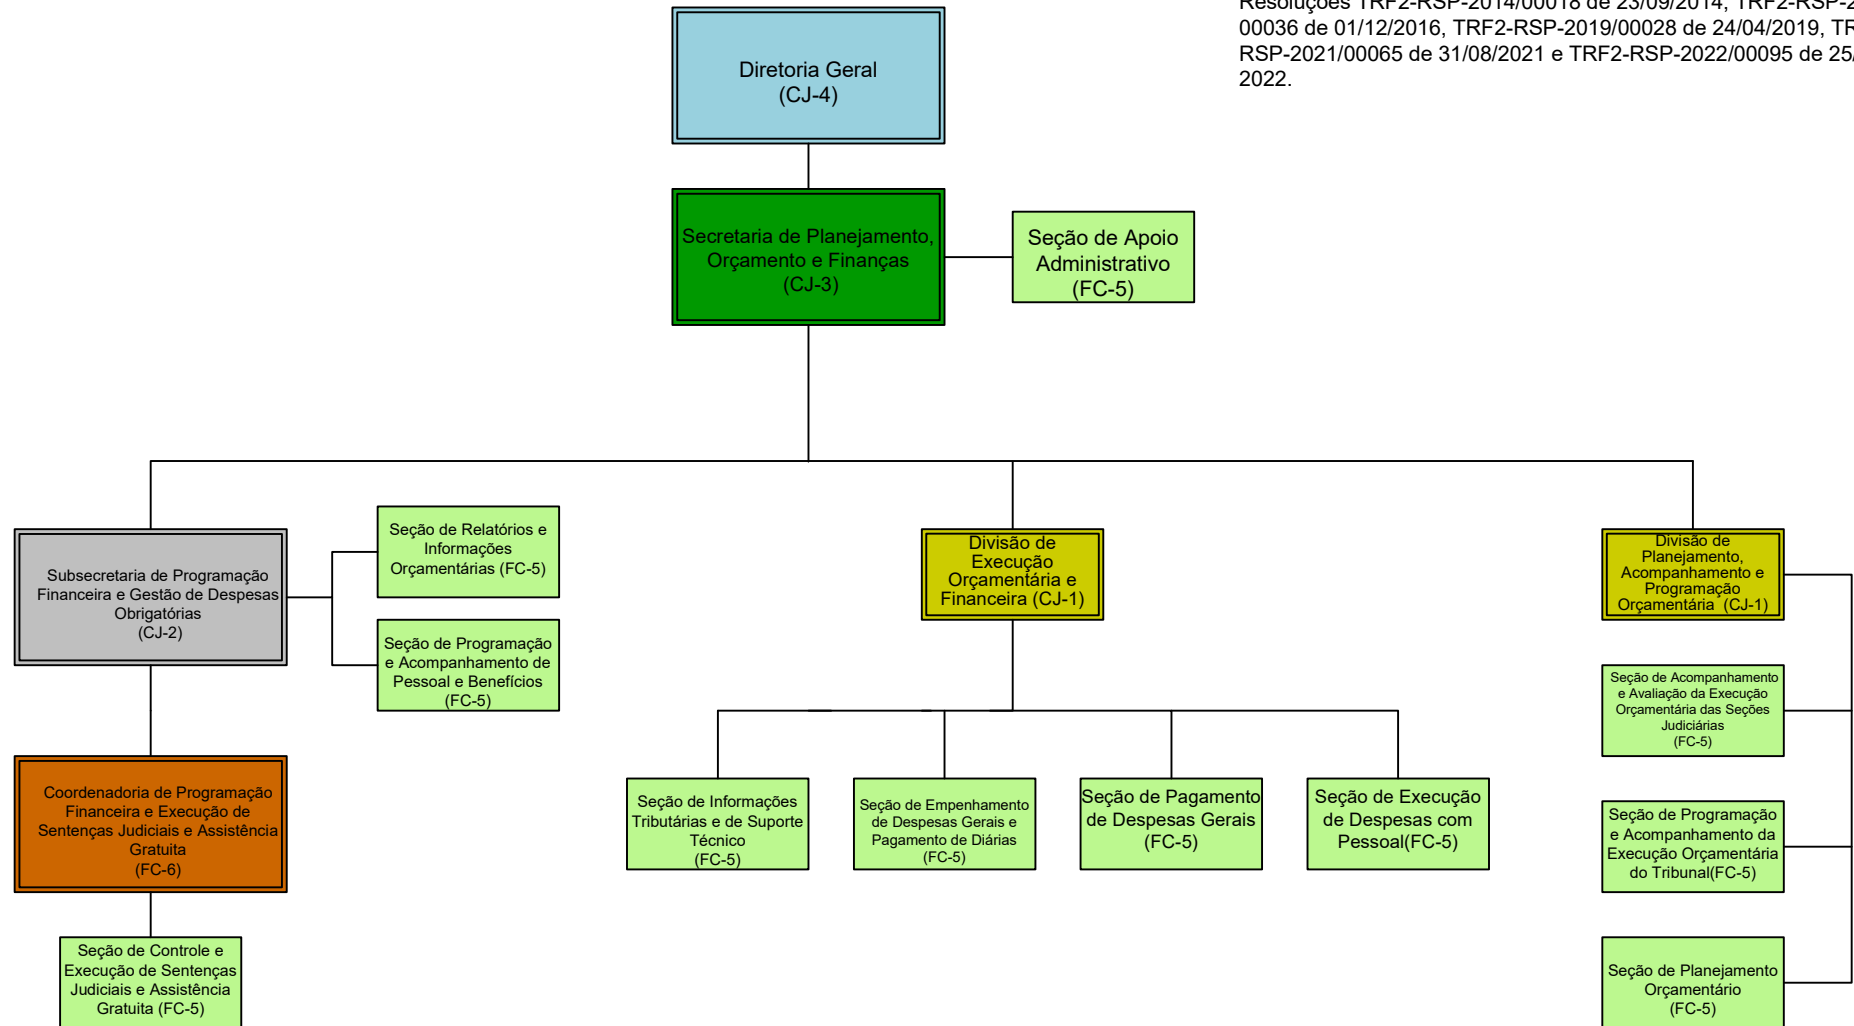 Resoluções TRF2-RSP-2014/00018 de 23/09/2014,
00036 de 01/12/2016, TRF2-RSP-2019/00028 de 24/04/2019,
RSP-2021/00065 de 31/08/2021 e TRF2-RSP-2022/00095 de
2022.
Diretoria Geral
(CJ-4)
Secretaria de Planejamento,
Orçamento e Finanças
(CJ-3)
Seção de Apoio
Administrativo
(FC-5)
Subsecretaria de Programação
Financeira e Gestão de Despesas
Obrigatórias
(CJ-2)
Seção de Relatórios e
Informações
Orçamentárias (FC-5)
Seção de Programação
e Acompanhamento de
Pessoal e Benefícios
(FC-5)
Coordenadoria de Programação
Financeira e Execução de
Sentenças Judiciais e Assistência
Gratuita
(FC-6)
Seção de Controle e
Execução de Sentenças
Judiciais e Assistência
Gratuita (FC-5)
Divisão de
Execução
Orçamentária e
Financeira (CJ-1)
Seção de Informações
Tributárias e de Suporte
Técnico
(FC-5)
Seção de Empenhamento
de Despesas Gerais e
Pagamento de Diárias
(FC-5)
Seção de Pagamento
de Despesas Gerais
(FC-5)
Seção de Execução
de Despesas com
Pessoal(FC-5)
Divisão de
Planejamento,
Acompanhamento e
Programação
Orçamentária (CJ-1)
Seção de Acompanhamento
e Avaliação da Execução
Orçamentária das Seções
Judiciárias
(FC-5)
Seção de Programação
e Acompanhamento da
Execução Orçamentária
do Tribunal(FC-5)
Seção de Planejamento
Orçamentário
(FC-5)